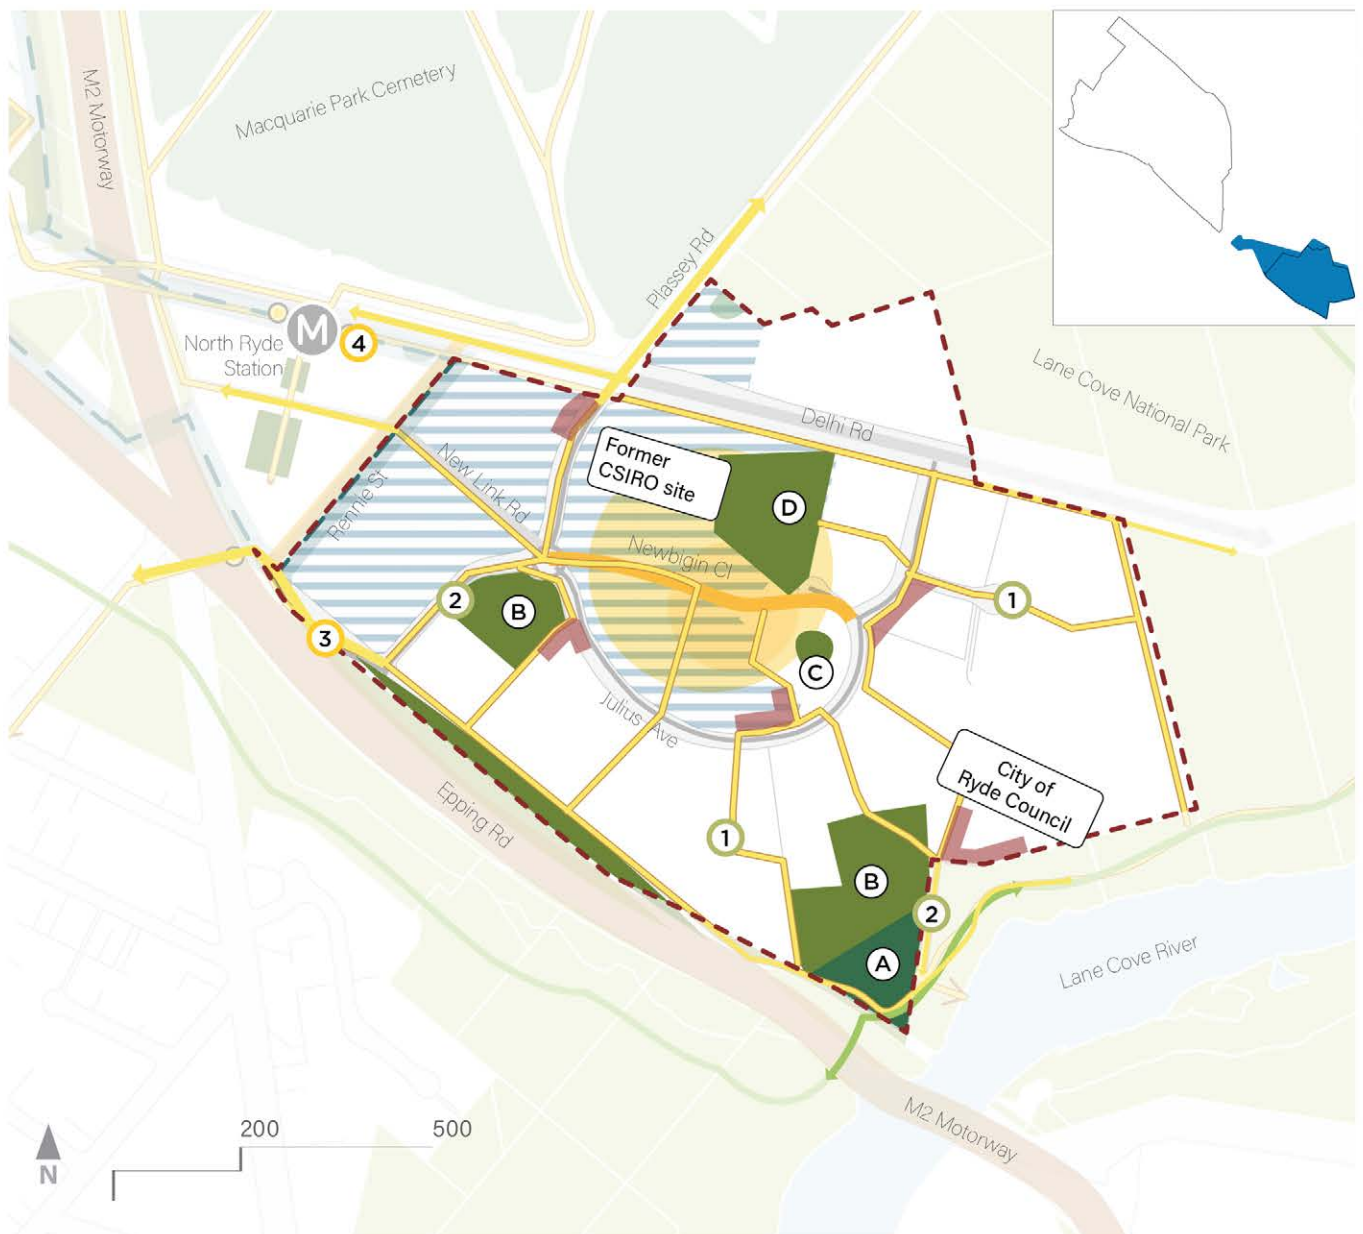 M2 Motorway
Macquarie Park Cemetery
Plassey Rd
M
North Ryde
Station
4
Lane Cove National Park
Delhi Rd
Former
CSIRO site
New Link Rd
Rennie St
D
Newbigin Cl
2
B
1
3
C
Julius Ave
City of
Ryde Council
Epping Rd
1
B
2
A
Lane Cove River
M2 Motorway
200
500
N